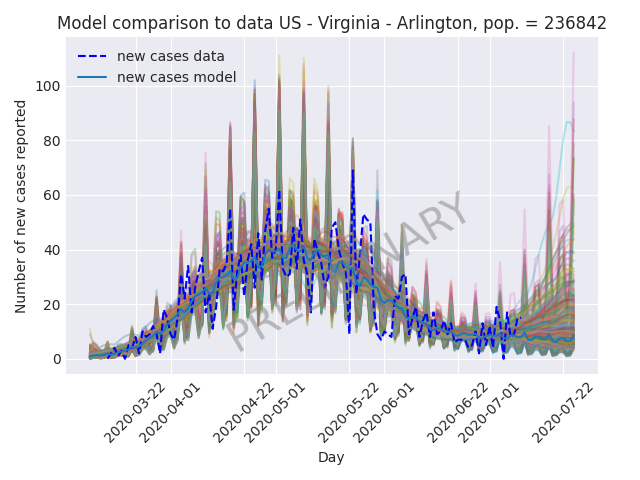 Model comparison to data US - Virginia - Arlington, pop. = 236842
new cases data
new cases model
Number of new cases reported
100
80
60
40
20
0
PRELIMINARY
2020-03-22
2020-04-01
2020-04-22
2020-05-01
2020-05-22
2020-06-01
2020-06-22
2020-07-01
2020-07-22
Day